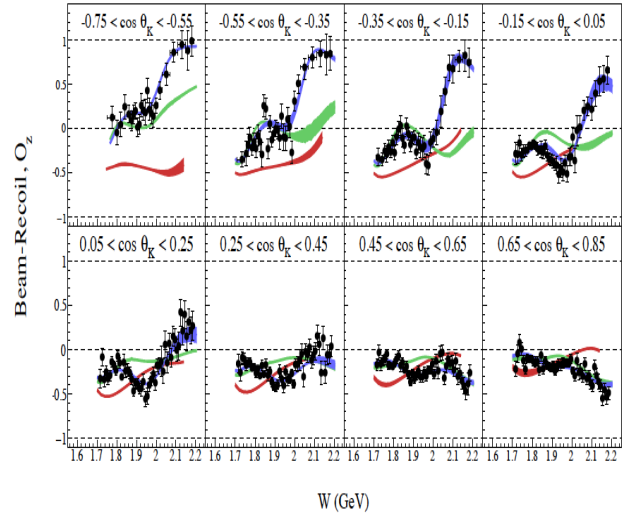 -0.75 < cos θK < -0.55
-0.55 < cos θK < -0.35
-0.35 < cos θK < -0.15
-0.15 < cos θK < 0.05
1
0.5
0
-0.5
-1
Beam-Recoil, Oz
0.05 < cos θK < 0.25
0.25 < cos θK < 0.45
0.45 < cos θK < 0.65
0.65 < cos θK < 0.85
1
0.5
0
-0.5
-1
1.6 1.7 1.8 1.9 2 2.1 2.2
1.6 1.7 1.8 1.9 2 2.1 2.2
1.6 1.7 1.8 1.9 2 2.1 2.2
1.6 1.7 1.8 1.9 2 2.1 2.2
W (GeV)